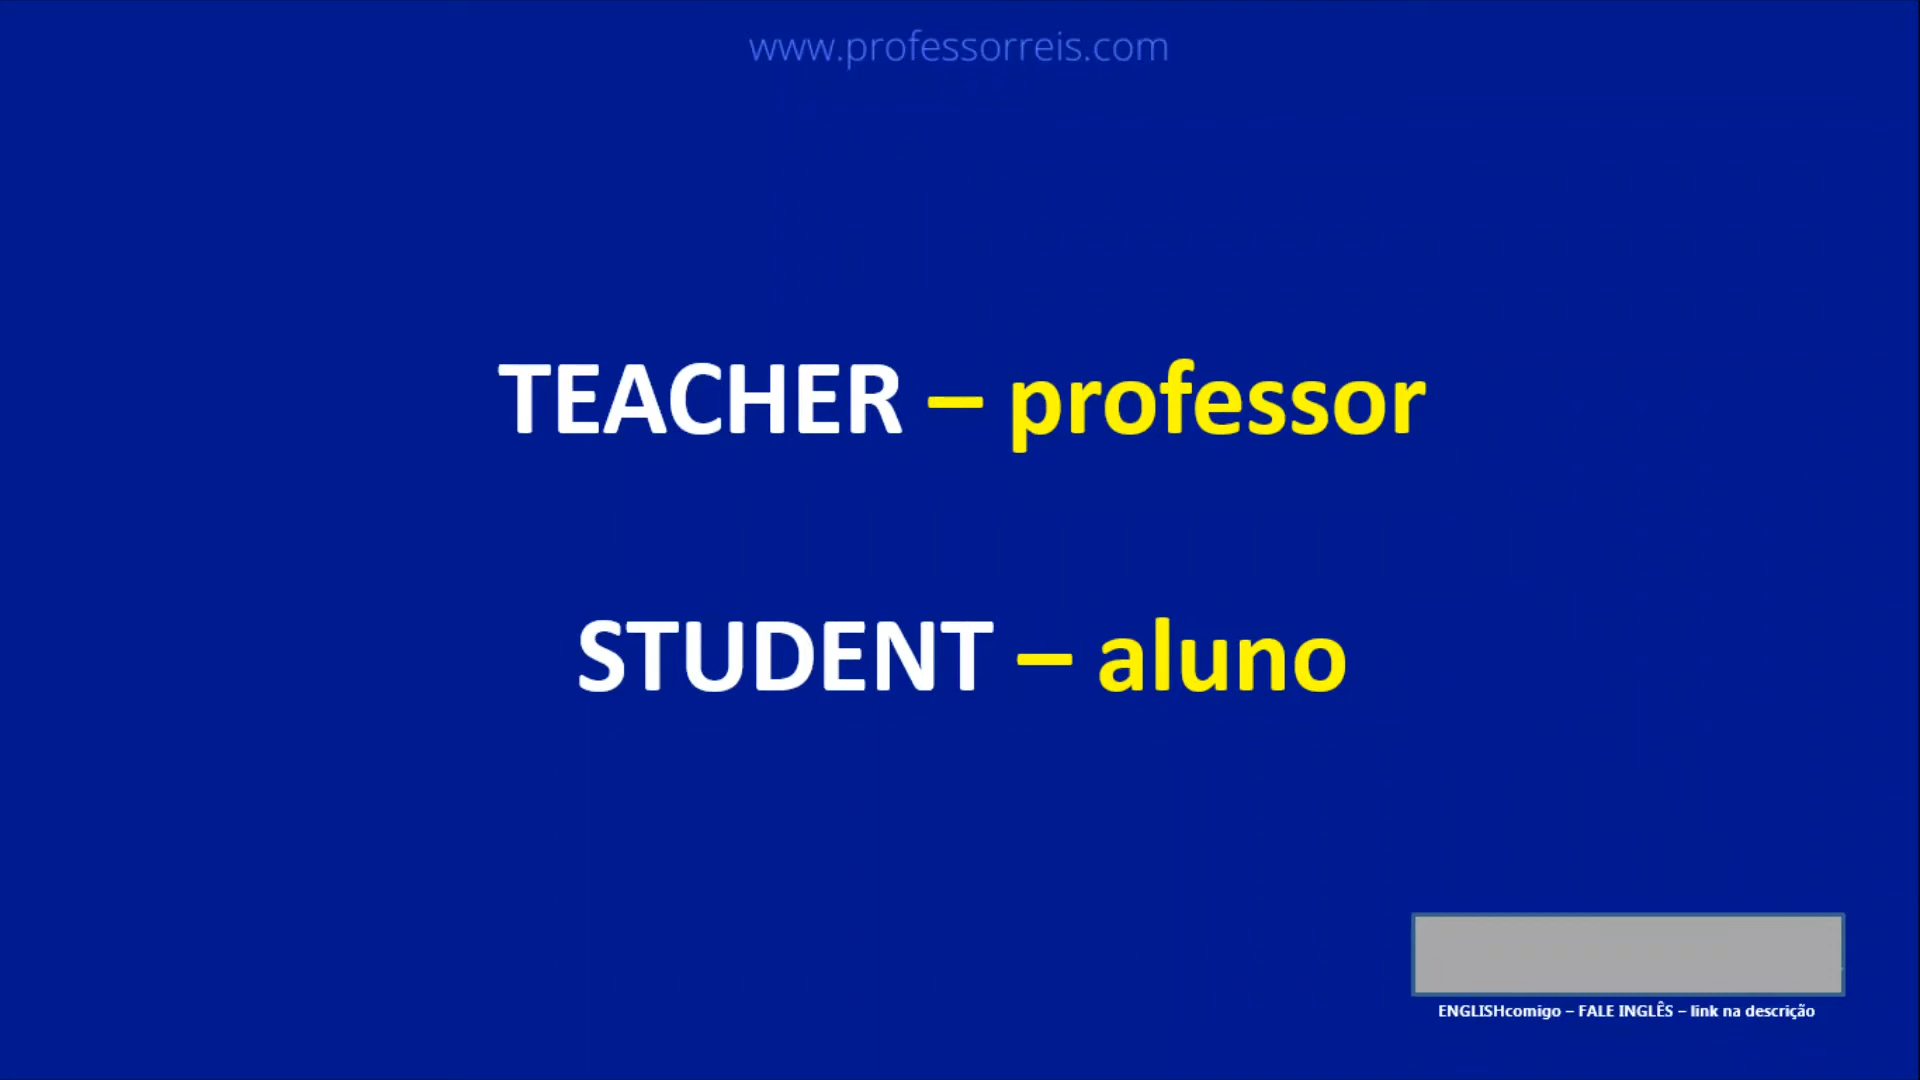 www.professorreis.com
TEACHER – professor
STUDENT – aluno
ENGLISHcomigo – FALE INGLÊS – link na descrição